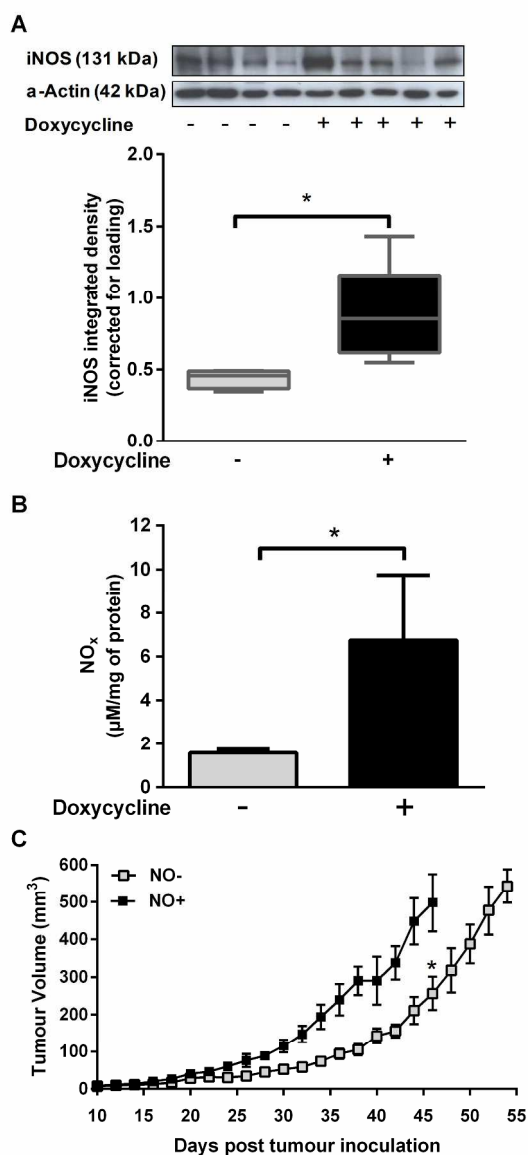 A
iNOS (131 kDa)
a-Actin (42 kDa)
Doxycycline - - - - + + + + +
2.0
*
1.5
1.0
0.5
0.0
iNOS integrated density
(corrected for loading)
Doxycycline - +
B
12
*
10
8
6
4
2
0
NOx
(µM/mg of protein)
Doxycycline - +
C
600
500
400
300
200
100
0
Tumour Volume (mm³)
NO-
NO+
*
10 15 20 25 30 35 40 45 50 55
Days post tumour inoculation